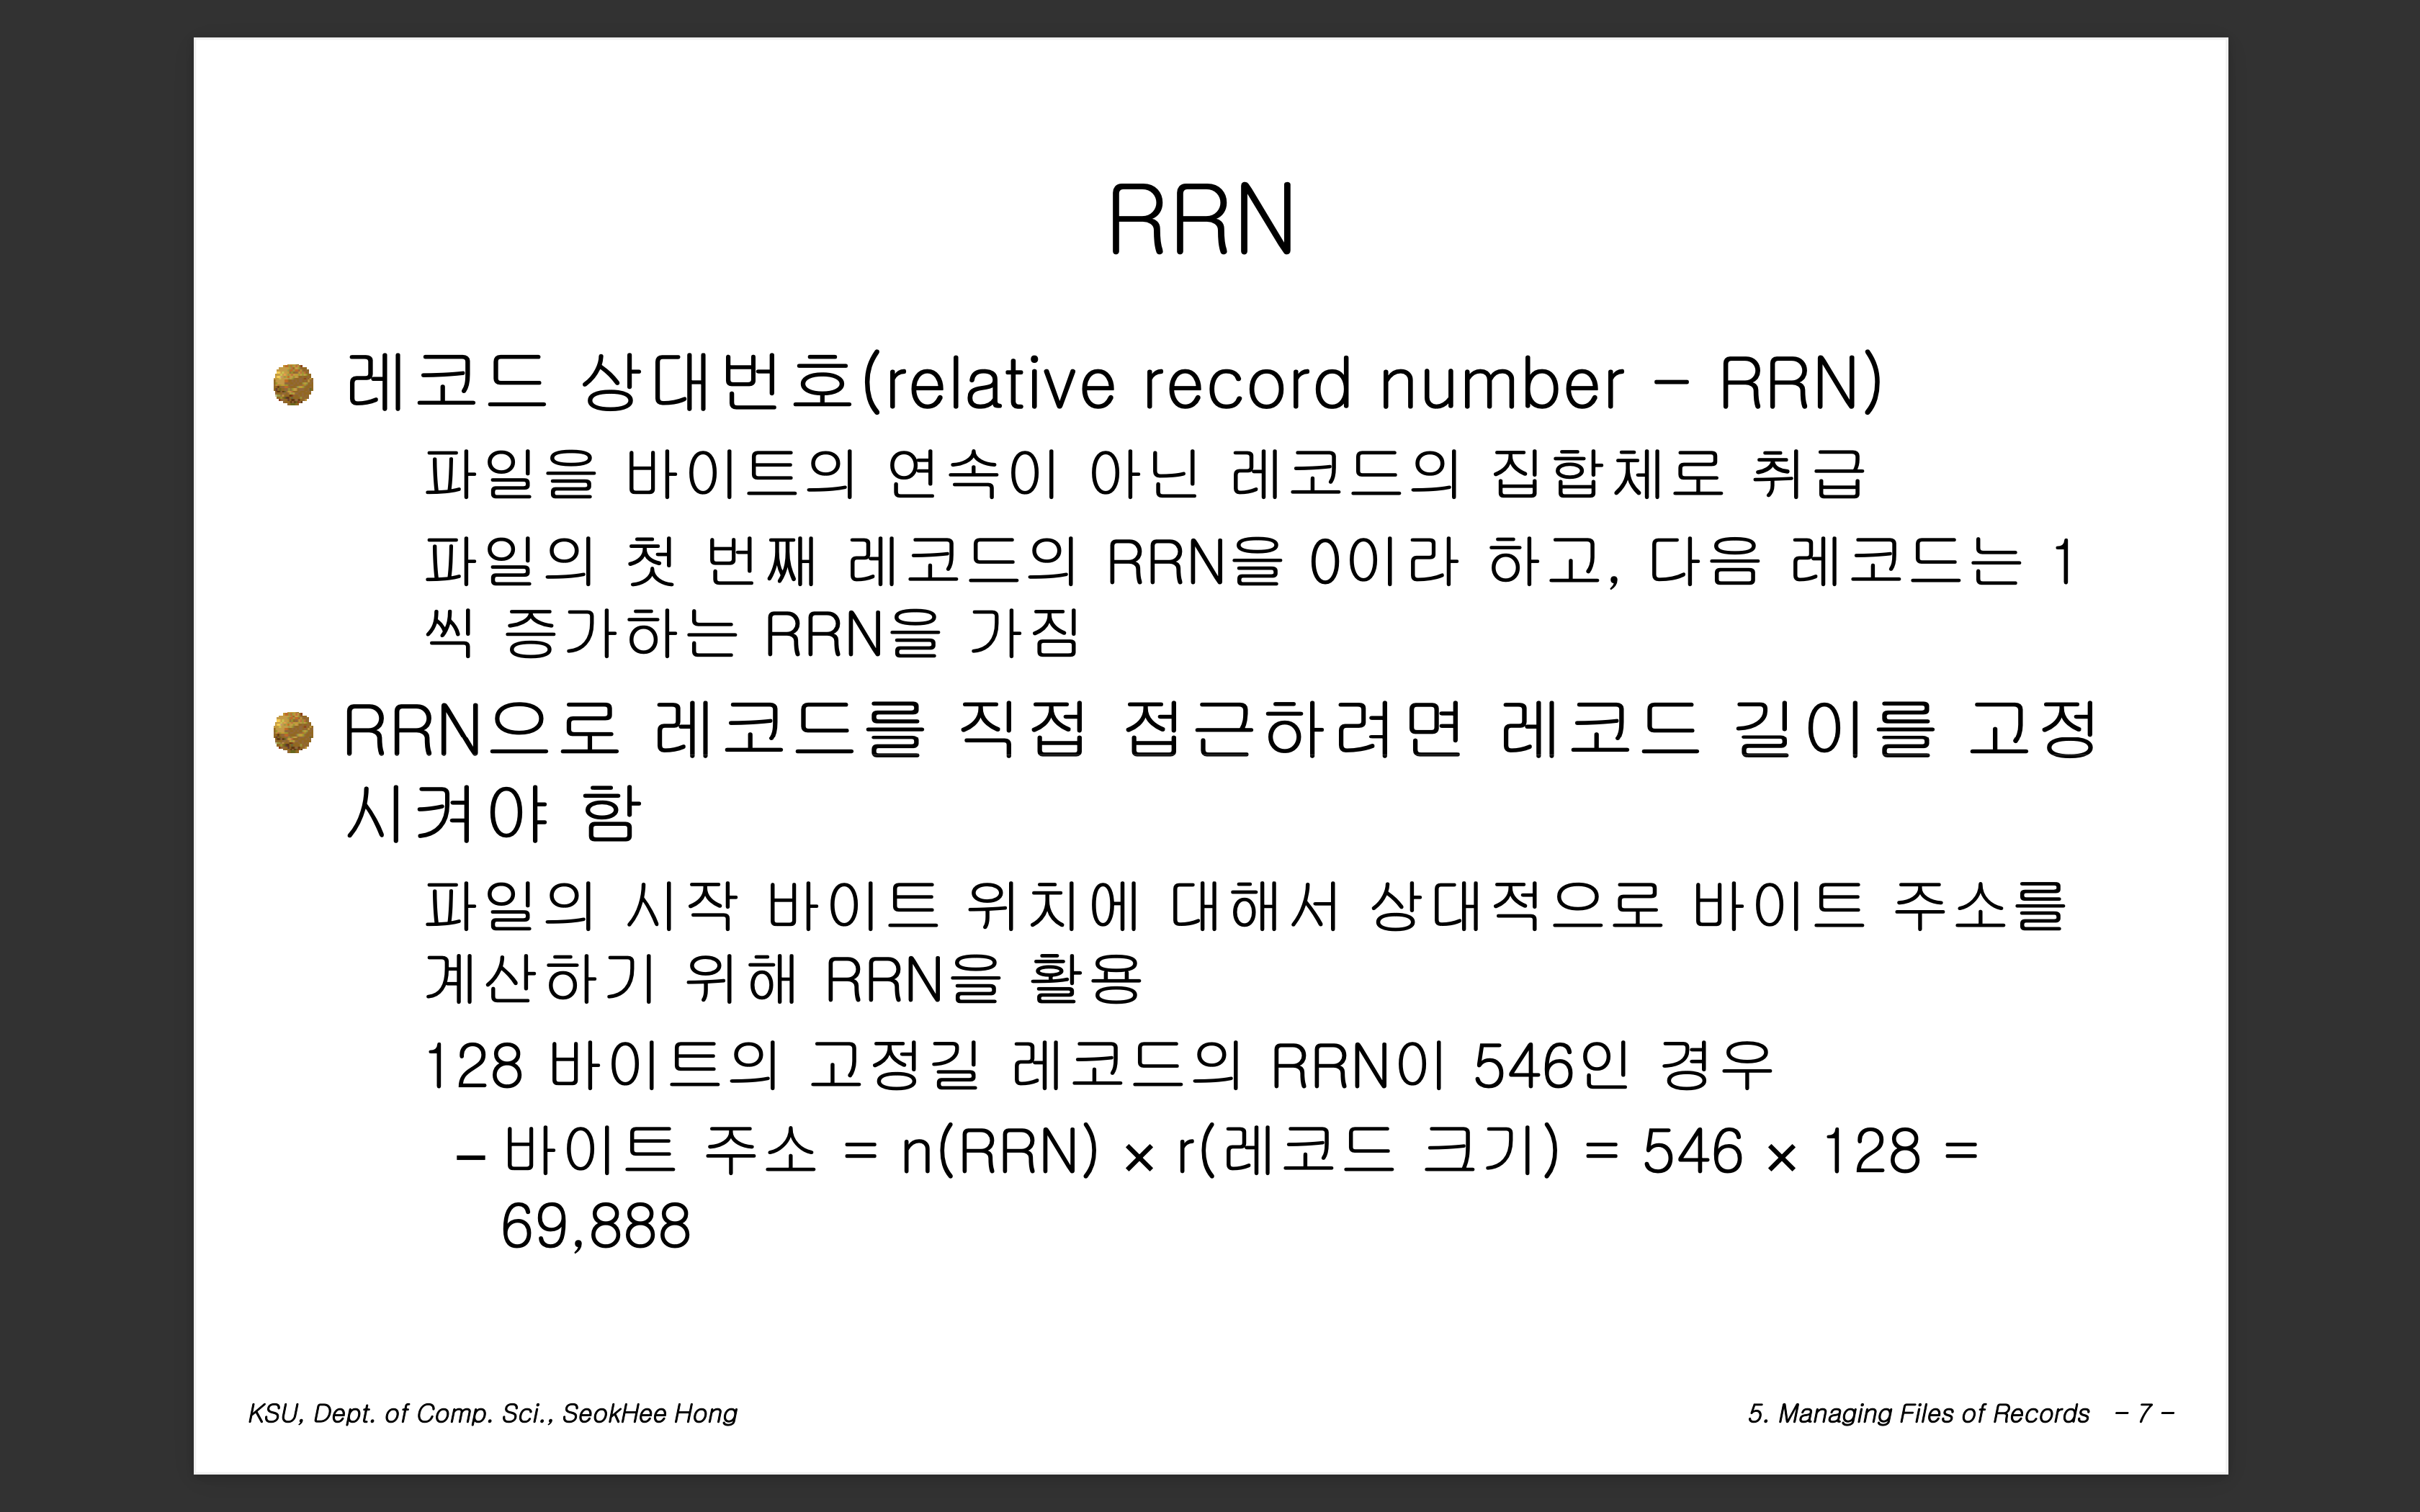 RRN
레코드 상대번호(relative record number - RRN)
파일을 바이트의 연속이 아닌 레코드의 집합체로 취급
파일의 첫 번째 레코드의 RRN을 0이라 하고, 다음 레코드는 1
씩 증가하는 RRN을 가짐
RRN으로 레코드를 직접 접근하려면 레코드 길이를 고정
시켜야 함
파일의 시작 바이트 위치에 대해서 상대적으로 바이트 주소를
계산하기 위해 RRN을 활용
128 바이트의 고정길 레코드의 RRN이 546인 경우
– 바이트 주소 = n(RRN) × r(레코드 크기) = 546 × 128 =
69,888
KSU, Dept. of Comp. Sci., SeokHee Hong
5. Managing Files of Records - 7 -